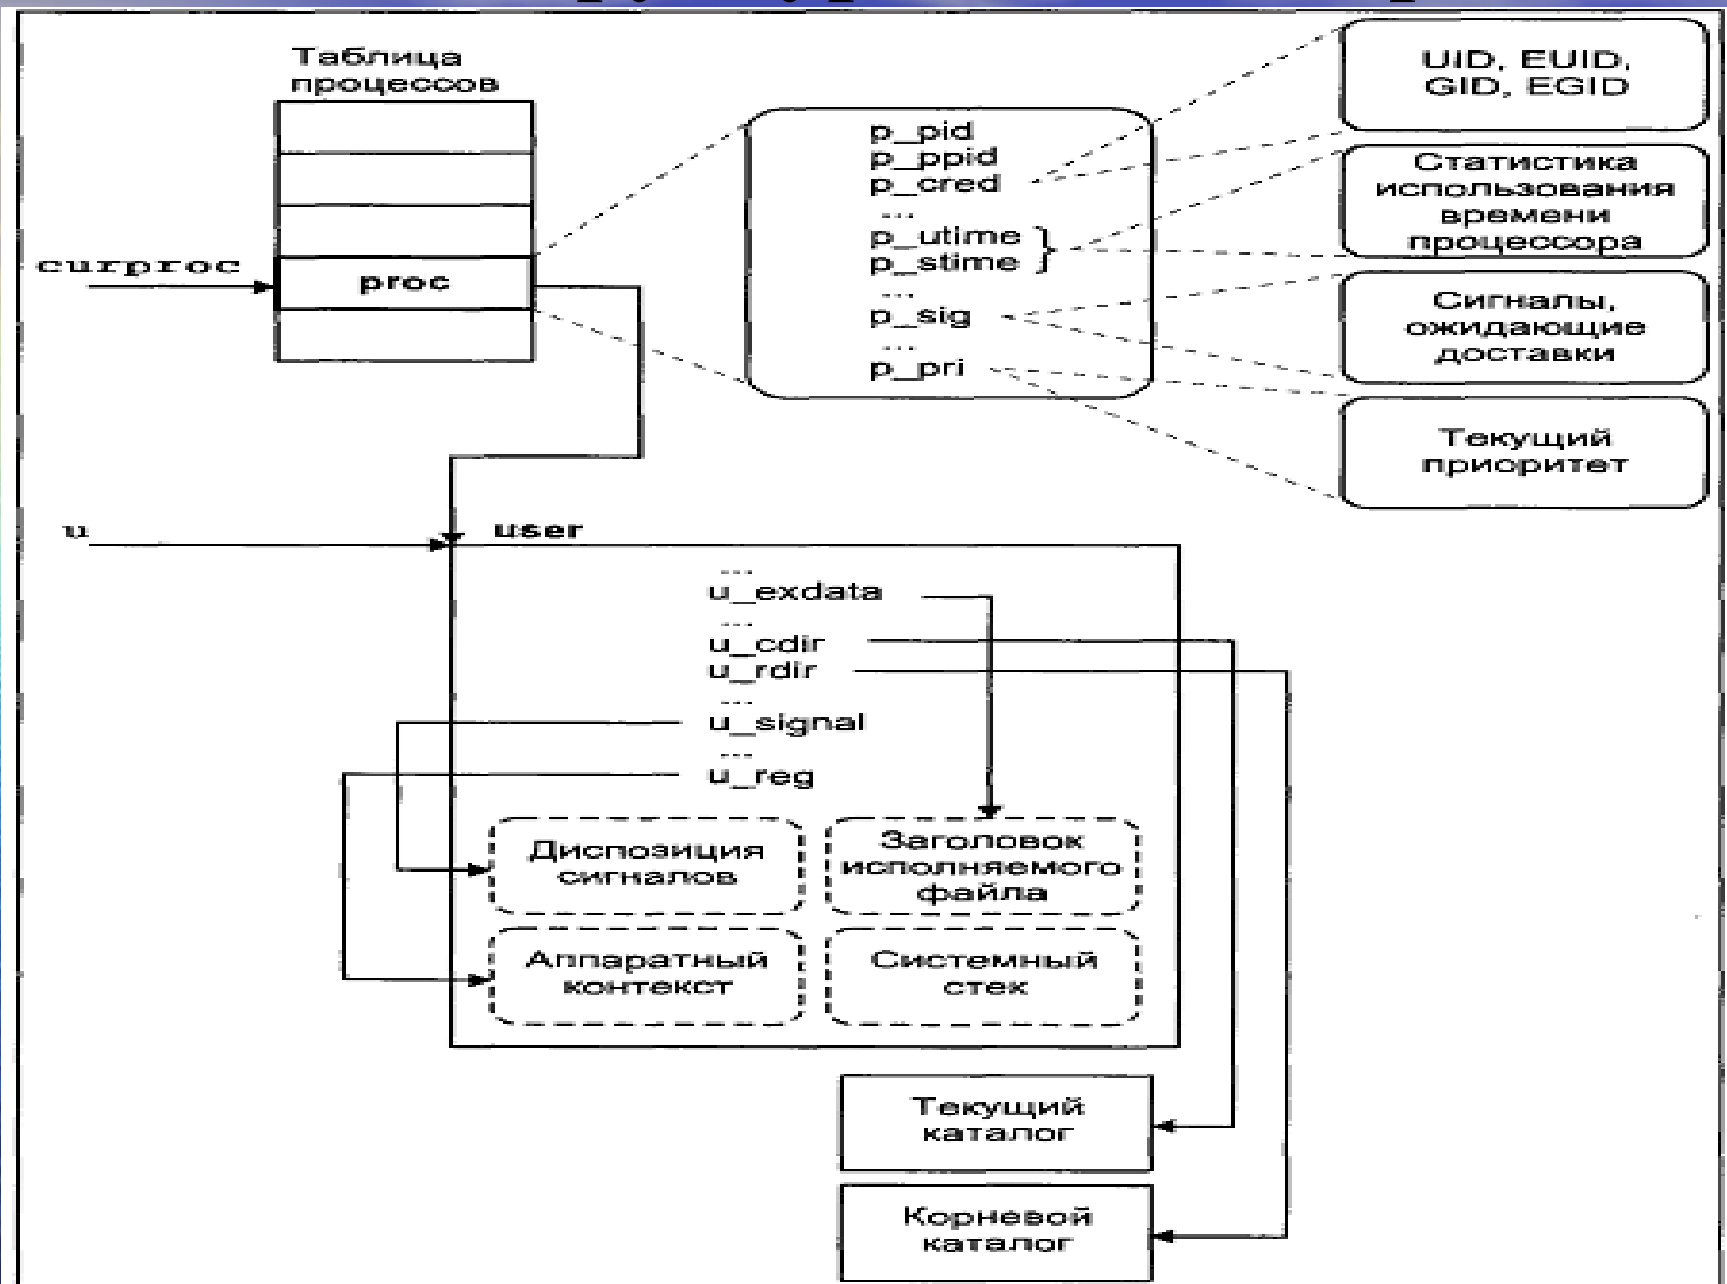 Таблица
процессов
curproc
proc
p_pid
p_ppid
p_cred
...
p_utime }
p_stime }
...
p_sig
...
p_pri
UID, EUID,
GID, EGID
Статистика
использования
времени
процессора
Сигналы,
ожидающие
доставки
Текущий
приоритет
u
user
...
u_exdata
...
u_cdir
u_rdir
...
u_signal
...
u_reg
Диспозиция
сигналов
Заголовок
исполняемого
файла
Аппаратный
контекст
Системный
стек
Текущий
каталог
Корневой
каталог